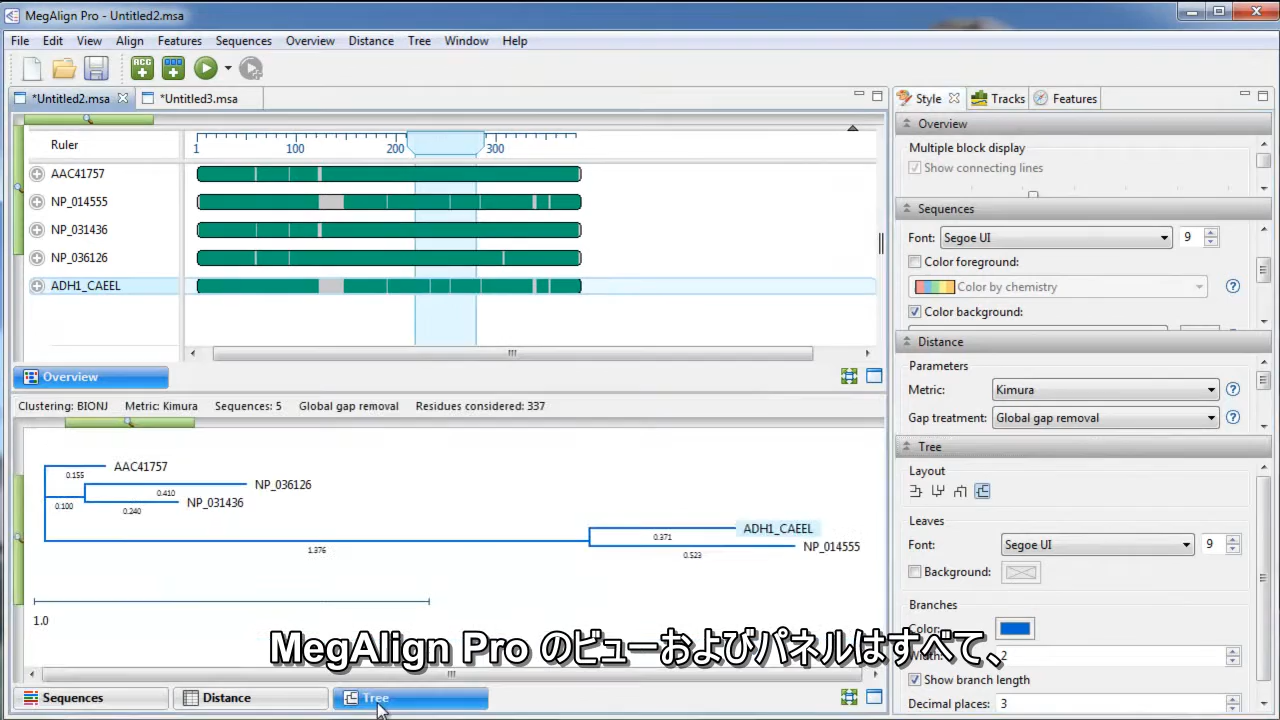 MegAlign Pro - Untitled2.msa
File Edit View Align Features Sequences Overview Distance Tree Window Help
*Untitled2.msa *Untitled3.msa
Style Tracks Features
Ruler
1 100 200 300
AAC41757
NP_014555
NP_031436
NP_036126
ADH1_CAEEL
Overview
Clustering: BIONJ Metric: Kimura Sequences: 5 Global gap removal Residues considered: 337
AAC41757
0.155
NP_036126
0.410
NP_031436
0.100
0.240
ADH1_CAEEL
0.371
NP_014555
1.376
0.523
1.0
Sequences Distance Tree
Overview
Multiple block display
Show connecting lines
Sequences
Font: Segoe UI 9
Color foreground:
Color by chemistry
Color background:
Distance
Parameters
Metric: Kimura
Gap treatment: Global gap removal
Tree
Layout
Leaves
Font: Segoe UI 9
Background:
Branches
Color:
Width: 2
Show branch length
Decimal places: 3
MegAlign Pro のビューおよびパネルはすべて、